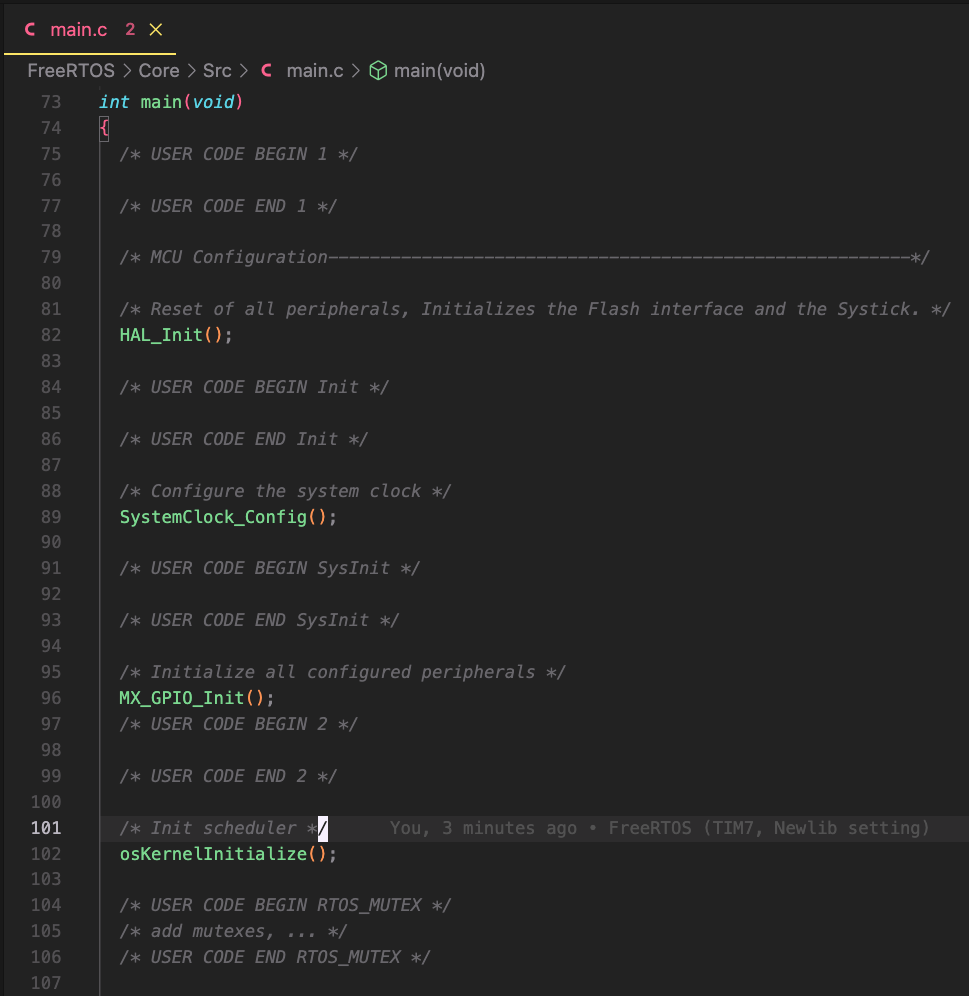 C main.c 2 ×
FreeRTOS > Core > Src > C main.c > main(void)
73 int main(void)
74 {
75 /* USER CODE BEGIN 1 */
76
77 /* USER CODE END 1 */
78
79 /* MCU Configuration--------------------------------------------------------*/
80
81 /* Reset of all peripherals, Initializes the Flash interface and the Systick. */
82 HAL_Init();
83
84 /* USER CODE BEGIN Init */
85
86 /* USER CODE END Init */
87
88 /* Configure the system clock */
89 SystemClock_Config();
90
91 /* USER CODE BEGIN SysInit */
92
93 /* USER CODE END SysInit */
94
95 /* Initialize all configured peripherals */
96 MX_GPIO_Init();
97 /* USER CODE BEGIN 2 */
98
99 /* USER CODE END 2 */
100
101 /* Init scheduler */ You, 3 minutes ago • FreeRTOS (TIM7, Newlib setting)
102 osKernelInitialize();
103
104 /* USER CODE BEGIN RTOS_MUTEX */
105 /* add mutexes, ... */
106 /* USER CODE END RTOS_MUTEX */
107